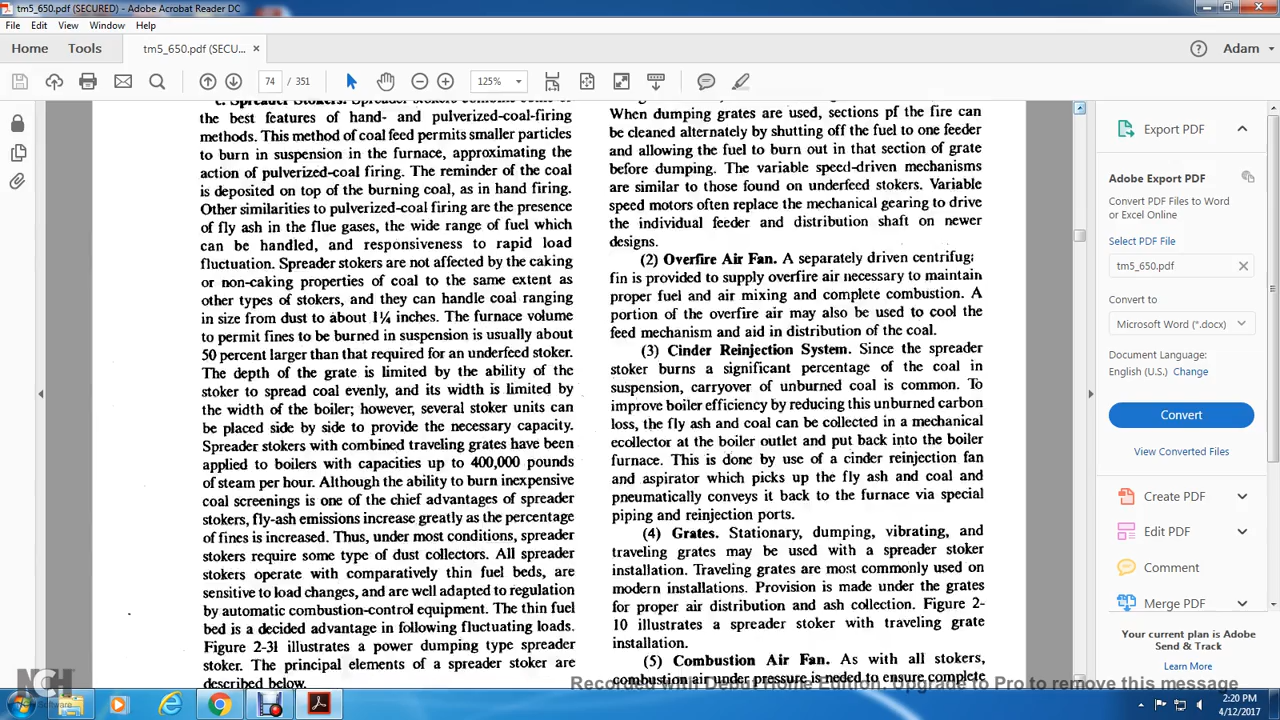 tm5_650.pdf (SECURED) - Adobe Acrobat Reader DC
File Edit View Window Help
Home Tools tm5_650.pdf (SECU... × Adam
74 / 351 125%
c. Spreader Stokers. Spreader stokers combine some of
the best features of hand- and pulverized-coal-firing
methods. This method of coal feed permits smaller particles
to burn in suspension in the furnace, approximating the
action of pulverized-coal firing. The reminder of the coal
is deposited on top of the burning coal, as in hand firing.
Other similarities to pulverized-coal firing are the presence
of fly ash in the flue gases, the wide range of fuel which
can be handled, and responsiveness to rapid load
fluctuation. Spreader stokers are not affected by the caking
or non-caking properties of coal to the same extent as
other types of stokers, and they can handle coal ranging
in size from dust to about 1¼ inches. The furnace volume
to permit fines to be burned in suspension is usually about
50 percent larger than that required for an underfeed stoker.
The depth of the grate is limited by the ability of the
stoker to spread coal evenly, and its width is limited by
the width of the boiler; however, several stoker units can
be placed side by side to provide the necessary capacity.
Spreader stokers with combined traveling grates have been
applied to boilers with capacities up to 400,000 pounds
of steam per hour. Although the ability to burn inexpensive
coal screenings is one of the chief advantages of spreader
stokers, fly-ash emissions increase greatly as the percentage
of fines is increased. Thus, under most conditions, spreader
stokers require some type of dust collectors. All spreader
stokers operate with comparatively thin fuel beds, are
sensitive to load changes, and are well adapted to regulation
by automatic combustion-control equipment. The thin fuel
bed is a decided advantage in following fluctuating loads.
Figure 2-31 illustrates a power dumping type spreader
stoker. The principal elements of a spreader stoker are
described below.
When dumping grates are used, sections pf the fire can
be cleaned alternately by shutting off the fuel to one feeder
and allowing the fuel to burn out in that section of grate
before dumping. The variable speed-driven mechanisms
are similar to those found on underfeed stokers. Variable
speed motors often replace the mechanical gearing to drive
the individual feeder and distribution shaft on newer
designs.
(2) Overfire Air Fan. A separately driven centrifug
fin is provided to supply overfire air necessary to maintain
proper fuel and air mixing and complete combustion. A
portion of the overfire air may also be used to cool the
feed mechanism and aid in distribution of the coal.
(3) Cinder Reinjection System. Since the spreader
stoker burns a significant percentage of the coal in
suspension, carryover of unburned coal is common. To
improve boiler efficiency by reducing this unburned carbon
loss, the fly ash and coal can be collected in a mechanical
ecollector at the boiler outlet and put back into the boiler
furnace. This is done by use of a cinder reinjection fan
and aspirator which picks up the fly ash and coal and
pneumatically conveys it back to the furnace via special
piping and reinjection ports.
(4) Grates. Stationary, dumping, vibrating, and
traveling grates may be used with a spreader stoker
installation. Traveling grates are most commonly used on
modern installations. Provision is made under the grates
for proper air distribution and ash collection. Figure 2-
10 illustrates a spreader stoker with traveling grate
installation.
(5) Combustion Air Fan. As with all stokers,
combustion air under pressure is needed to ensure complete
Export PDF
Adobe Export PDF
Convert PDF Files to Word
or Excel Online
Select PDF File
tm5_650.pdf
Convert to
Microsoft Word (*.docx)
Document Language:
English (U.S.) Change
Convert
View Converted Files
Create PDF
Edit PDF
Comment
Merge PDF
Your current plan is Adobe
Send & Track
Learn More
NCH Software
Recorded with Debut Home Edition. Upgrade to Pro to remove this message
2:20 PM
4/12/2017